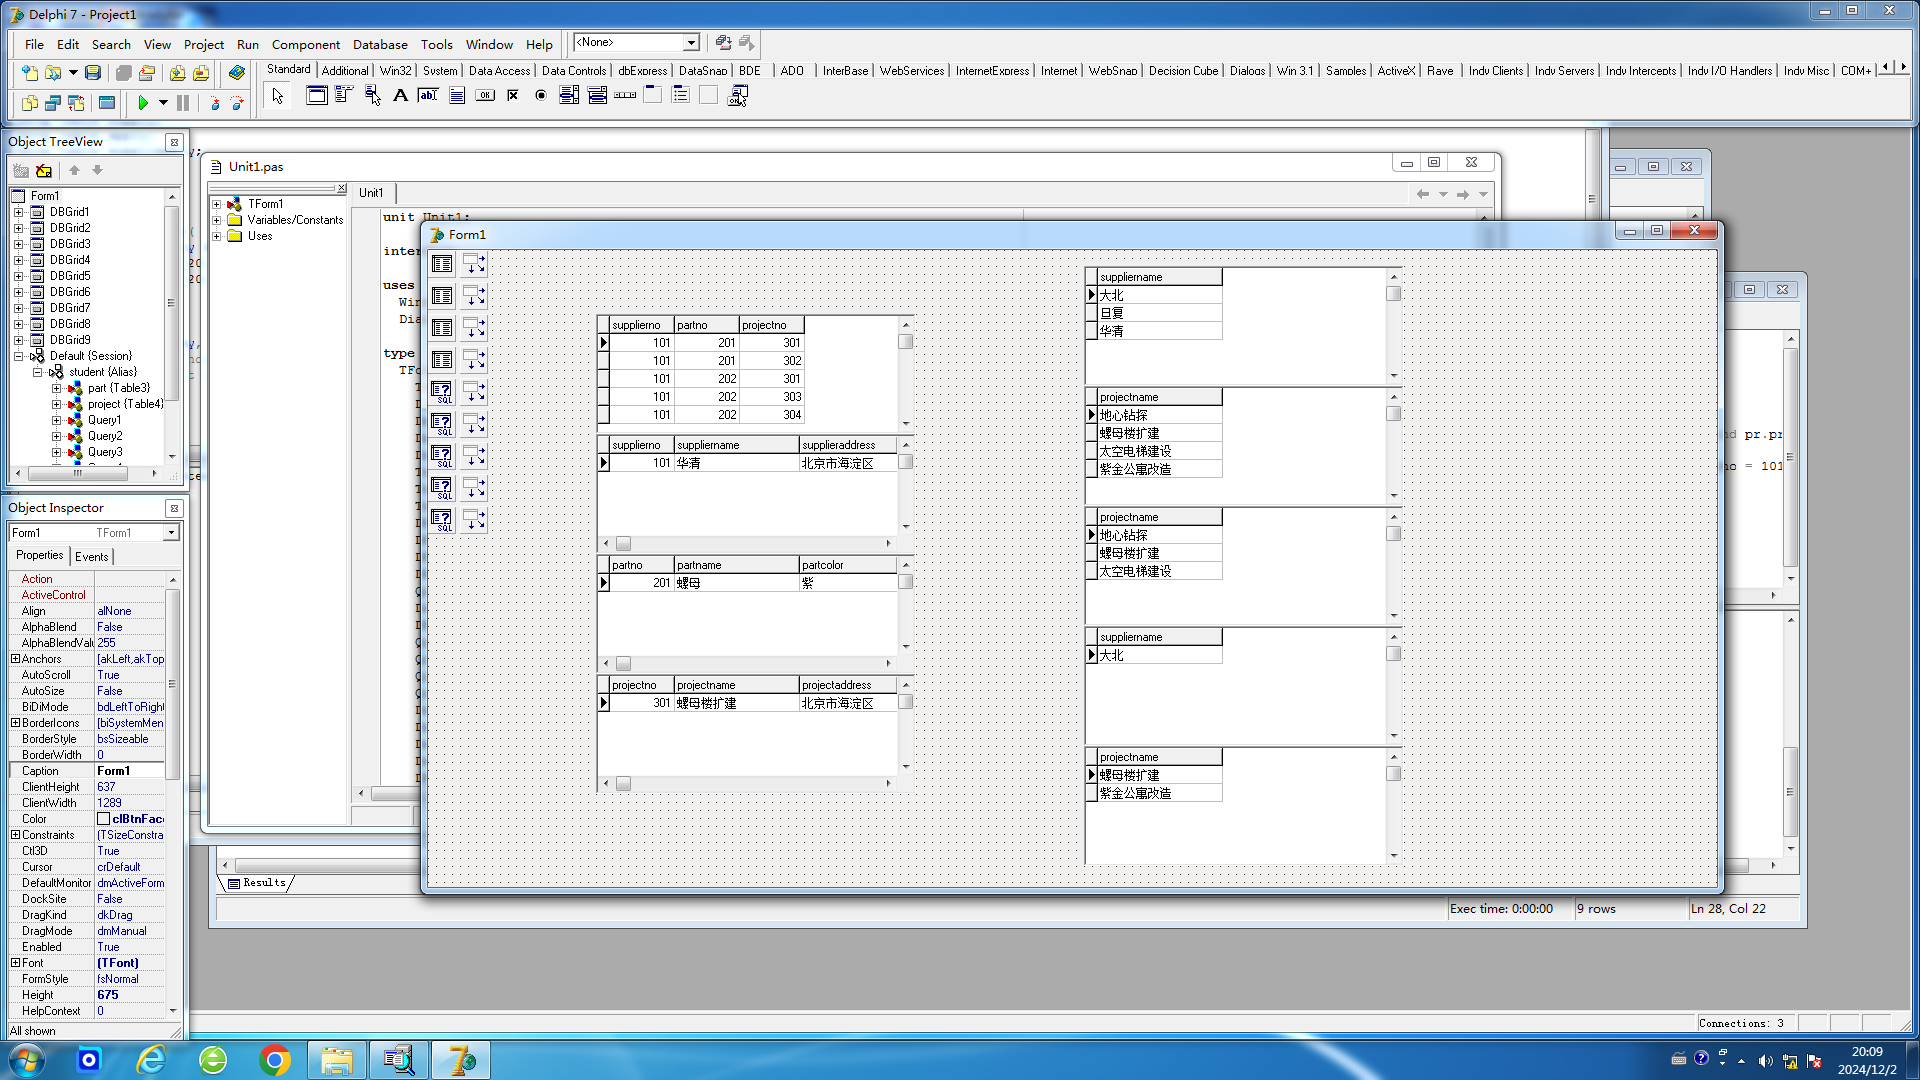 Delphi 7 - Project1
File Edit Search View Project Run Component Database Tools Window Help
<None>
Standard Additional Win32 System Data Access Data Controls dbExpress DataSnap BDE ADO InterBase WebServices InternetExpress Internet WebSnap Decision Cube Dialogs Win 3.1 Samples ActiveX Rave Indy Clients Indy Servers Indy Intercepts Indy I/O Handlers Indy Misc COM+
Object TreeView
Form1
DBGrid1
DBGrid2
DBGrid3
DBGrid4
DBGrid5
DBGrid6
DBGrid7
DBGrid8
DBGrid9
Default {Session}
student {Alias}
part {Table3}
project {Table4}
Query1
Query2
Query3
Object Inspector
Form1 TForm1
Properties Events
Action
ActiveControl
Align alNone
AlphaBlend False
AlphaBlendValu 255
Anchors [akLeft,akTop
AutoScroll True
AutoSize False
BiDiMode bdLeftToRight
BorderIcons [biSystemMen
BorderStyle bsSizeable
BorderWidth 0
Caption Form1
ClientHeight 637
ClientWidth 1289
Color clBtnFac
Constraints (TSizeConstra
Ctl3D True
Cursor crDefault
DefaultMonitor dmActiveForm
DockSite False
DragKind dkDrag
DragMode dmManual
Enabled True
Font (TFont)
FormStyle fsNormal
Height 675
HelpContext 0
All shown
Unit1.pas
TForm1
Variables/Constants
Uses
Unit1
unit Unit1;
inter
uses
Win
Dia
type
TFo
Form1
supplierno partno projectno
101 201 301
101 201 302
101 202 301
101 202 303
101 202 304
supplierno suppliername supplieraddress
101 华清 北京市海淀区
partno partname partcolor
201 螺母 紫
projectno projectname projectaddress
301 螺母楼扩建 北京市海淀区
suppliername
大北
旦复
华清
projectname
地心钻探
螺母楼扩建
太空电梯建设
紫金公寓改造
projectname
地心钻探
螺母楼扩建
太空电梯建设
suppliername
大北
projectname
螺母楼扩建
紫金公寓改造
nd pr.pr
no = 101
Results
Exec time: 0:00:00 9 rows Ln 28, Col 22
Connections: 3
20:09
2024/12/2